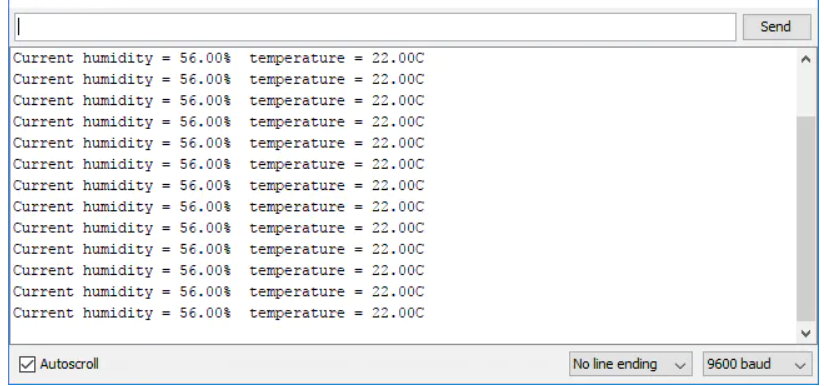 Send
Current humidity = 56.00%  temperature = 22.00C
Current humidity = 56.00%  temperature = 22.00C
Current humidity = 56.00%  temperature = 22.00C
Current humidity = 56.00%  temperature = 22.00C
Current humidity = 56.00%  temperature = 22.00C
Current humidity = 56.00%  temperature = 22.00C
Current humidity = 56.00%  temperature = 22.00C
Current humidity = 56.00%  temperature = 22.00C
Current humidity = 56.00%  temperature = 22.00C
Current humidity = 56.00%  temperature = 22.00C
Current humidity = 56.00%  temperature = 22.00C
Current humidity = 56.00%  temperature = 22.00C
Current humidity = 56.00%  temperature = 22.00C
Autoscroll No line ending 9600 baud